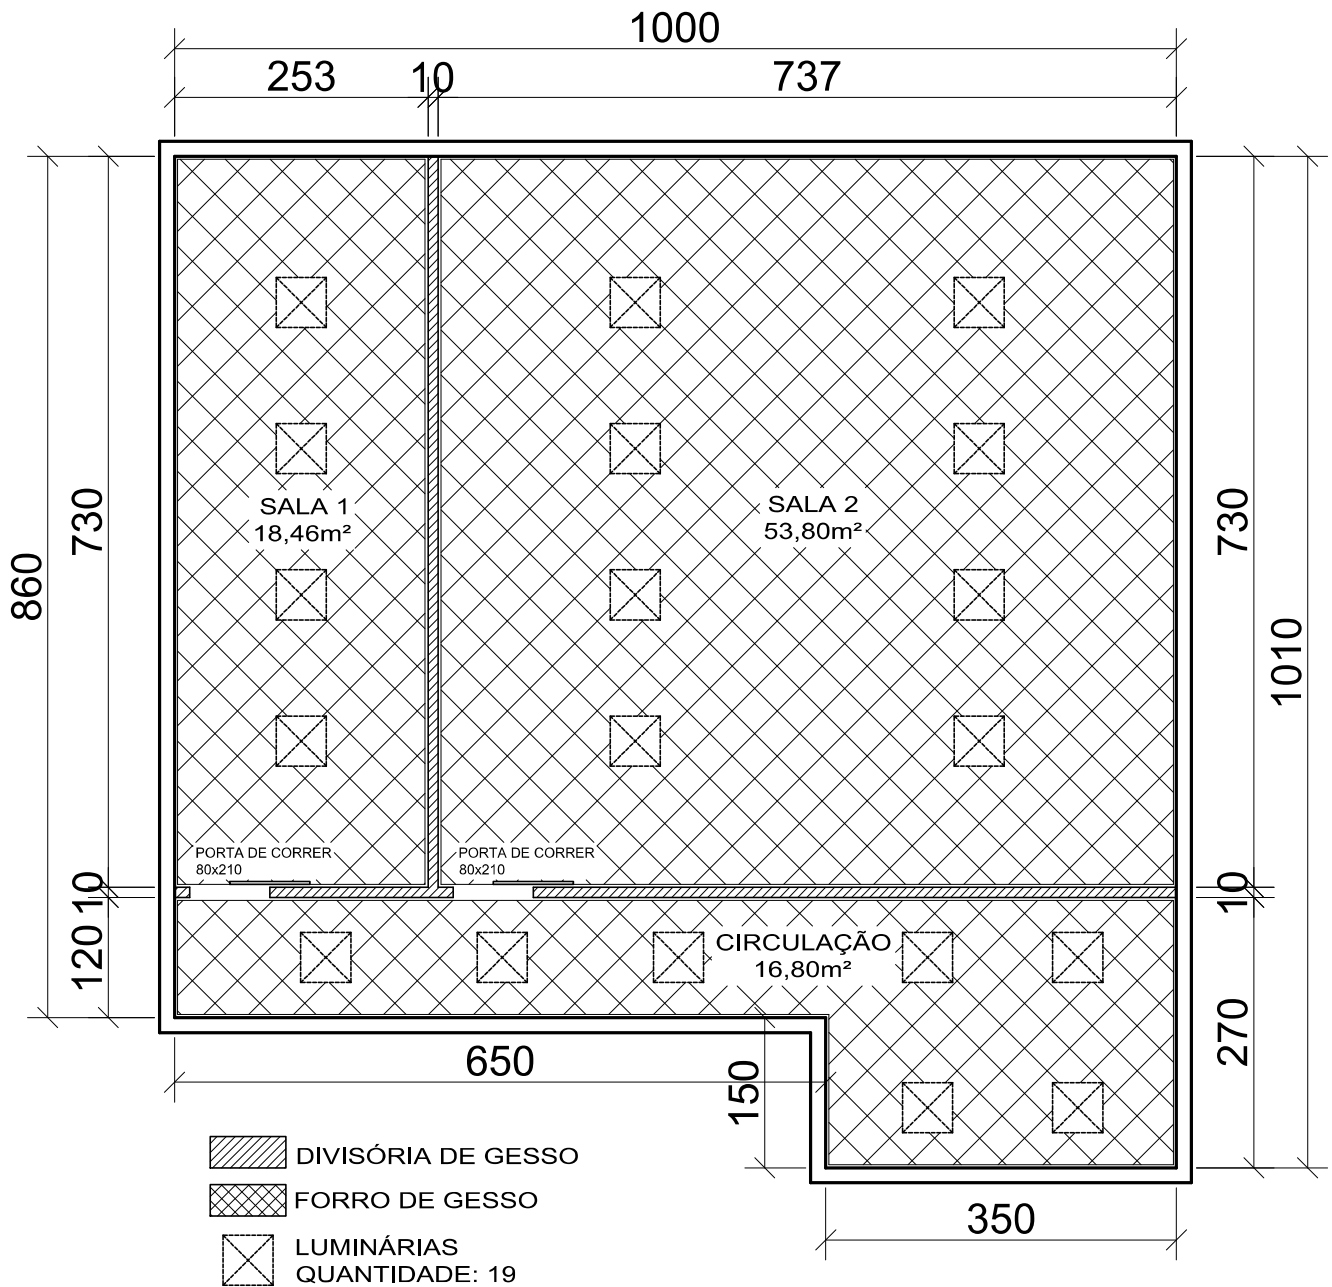 1000
253
10
737
SALA 1
18,46m²
SALA 2
53,80m²
730
860
730
1010
PORTA DE CORRER
80x210
PORTA DE CORRER
80x210
10
120
10
270
CIRCULAÇÃO
16,80m²
650
150
350
DIVISÓRIA DE GESSO
FORRO DE GESSO
LUMINÁRIAS
QUANTIDADE: 19